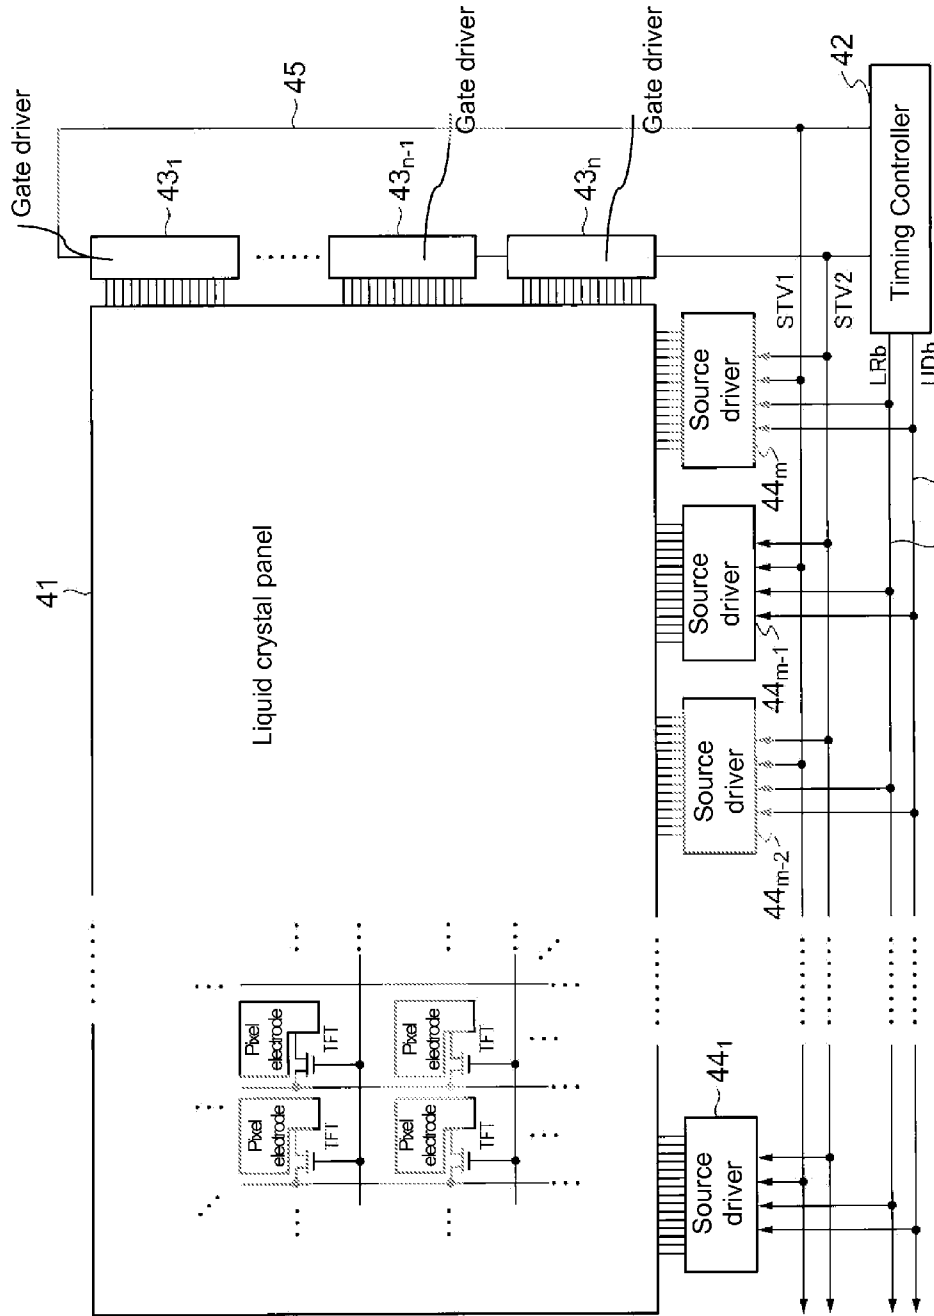 41
Liquid crystal panel
Pixel electrode
TFT
Pixel electrode
TFT
Pixel electrode
TFT
Pixel electrode
TFT
Gate driver
43₁
45
43n-1
Gate driver
43n
Gate driver
42
Timing Controller
STV1
STV2
LRb
Source driver
44₁
Source driver
44m-2
Source driver
44m-1
Source driver
44m